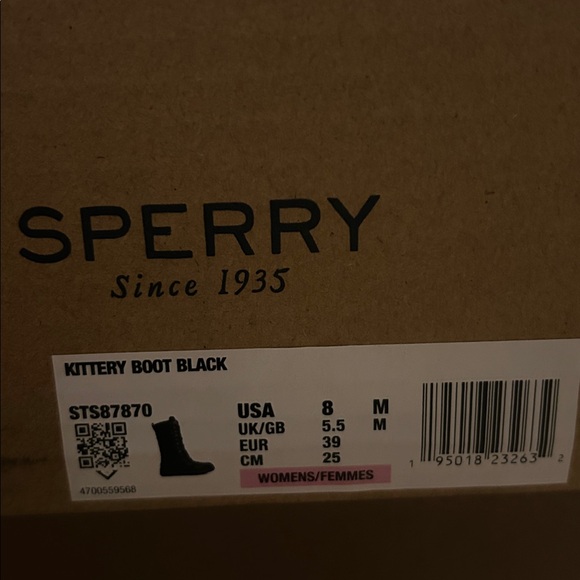 SPERRY
Since 1935
KITTERY BOOT BLACK
STS87870
USA 8 M
UK/GB 5.5 M
EUR 39
CM 25
WOMENS/FEMMES
4700559568
1 95018 23263 2